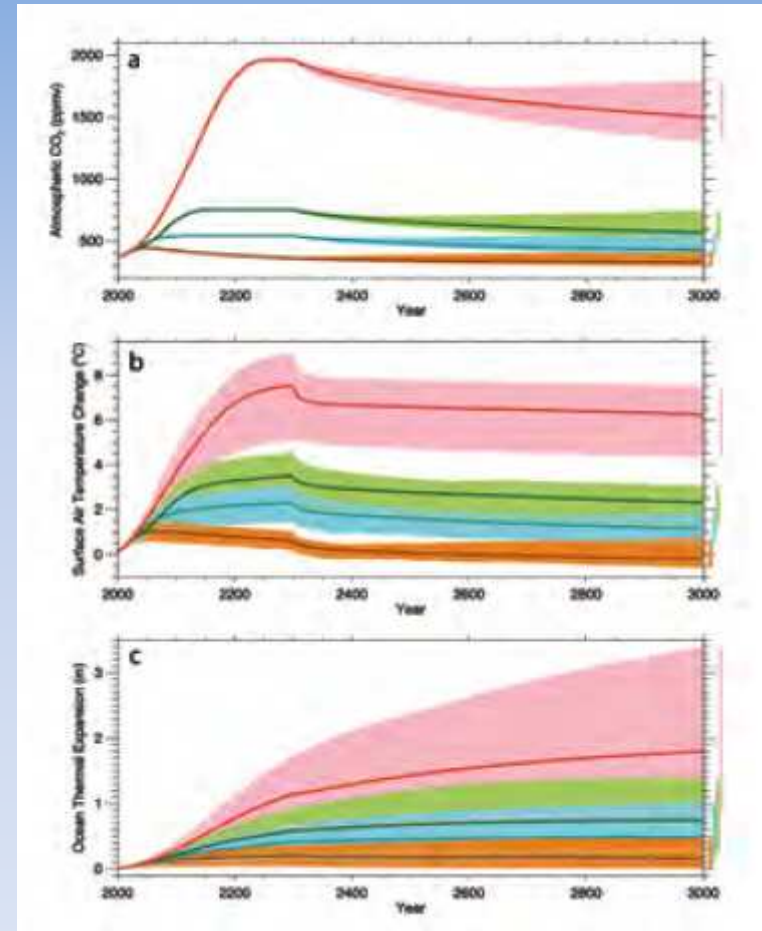 a
Atmospheric CO₂ (ppmv)
2000
1500
1000
500
2000 2200 2400 2600 2800 3000
Year
b
Surface Air Temperature Change (°C)
8
6
4
2
0
2000 2200 2400 2600 2800 3000
Year
c
Ocean Thermal Expansion (m)
3
2
1
0
2000 2200 2400 2600 2800 3000
Year